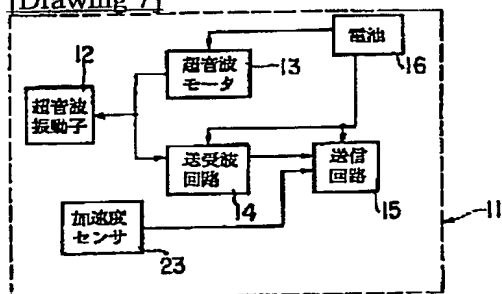 [Drawing 7]
12
超音波
振動子
超音波
モータ
13
電池
16
送受波
回路
14
送信
回路
15
加速度
センサ
23
11